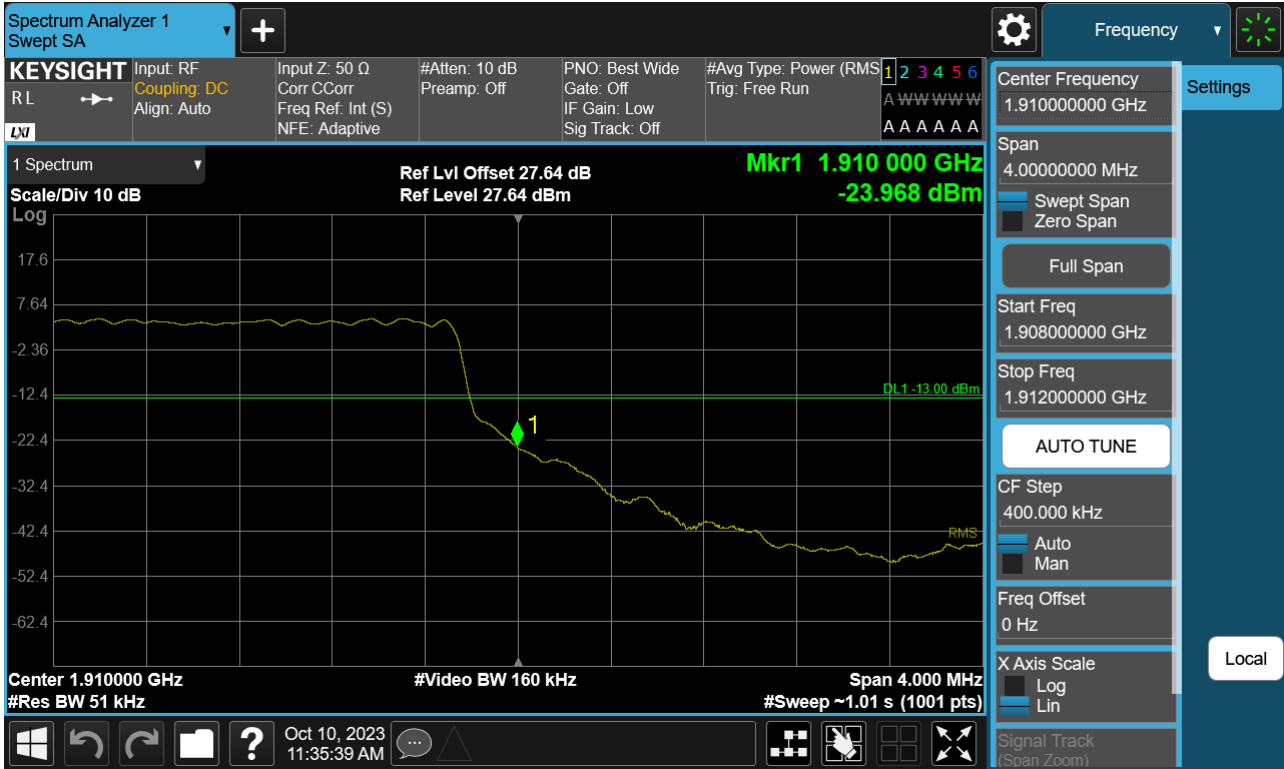 Spectrum Analyzer 1
Swept SA
Frequency
KEYSIGHT
R L
LXI
Input: RF
Coupling: DC
Align: Auto
Input Z: 50 Ω
Corr CCorr
Freq Ref: Int (S)
NFE: Adaptive
#Atten: 10 dB
Preamp: Off
PNO: Best Wide
Gate: Off
IF Gain: Low
Sig Track: Off
#Avg Type: Power (RMS
Trig: Free Run
1 2 3 4 5 6
A W W W W W
A A A A A A
1 Spectrum
Scale/Div 10 dB
Log
Ref Lvl Offset 27.64 dB
Ref Level 27.64 dBm
Mkr1 1.910 000 GHz
-23.968 dBm
17.6
7.64
-2.36
-12.4
-22.4
-32.4
-42.4
-52.4
-62.4
DL1 -13.00 dBm
1
RMS
Center 1.910000 GHz
#Res BW 51 kHz
#Video BW 160 kHz
Span 4.000 MHz
#Sweep ~1.01 s (1001 pts)
Center Frequency
1.910000000 GHz
Settings
Span
4.00000000 MHz
Swept Span
Zero Span
Full Span
Start Freq
1.908000000 GHz
Stop Freq
1.912000000 GHz
AUTO TUNE
CF Step
400.000 kHz
Auto
Man
Freq Offset
0 Hz
X Axis Scale
Log
Lin
Local
Signal Track
(Span Zoom)
?
Oct 10, 2023
11:35:39 AM